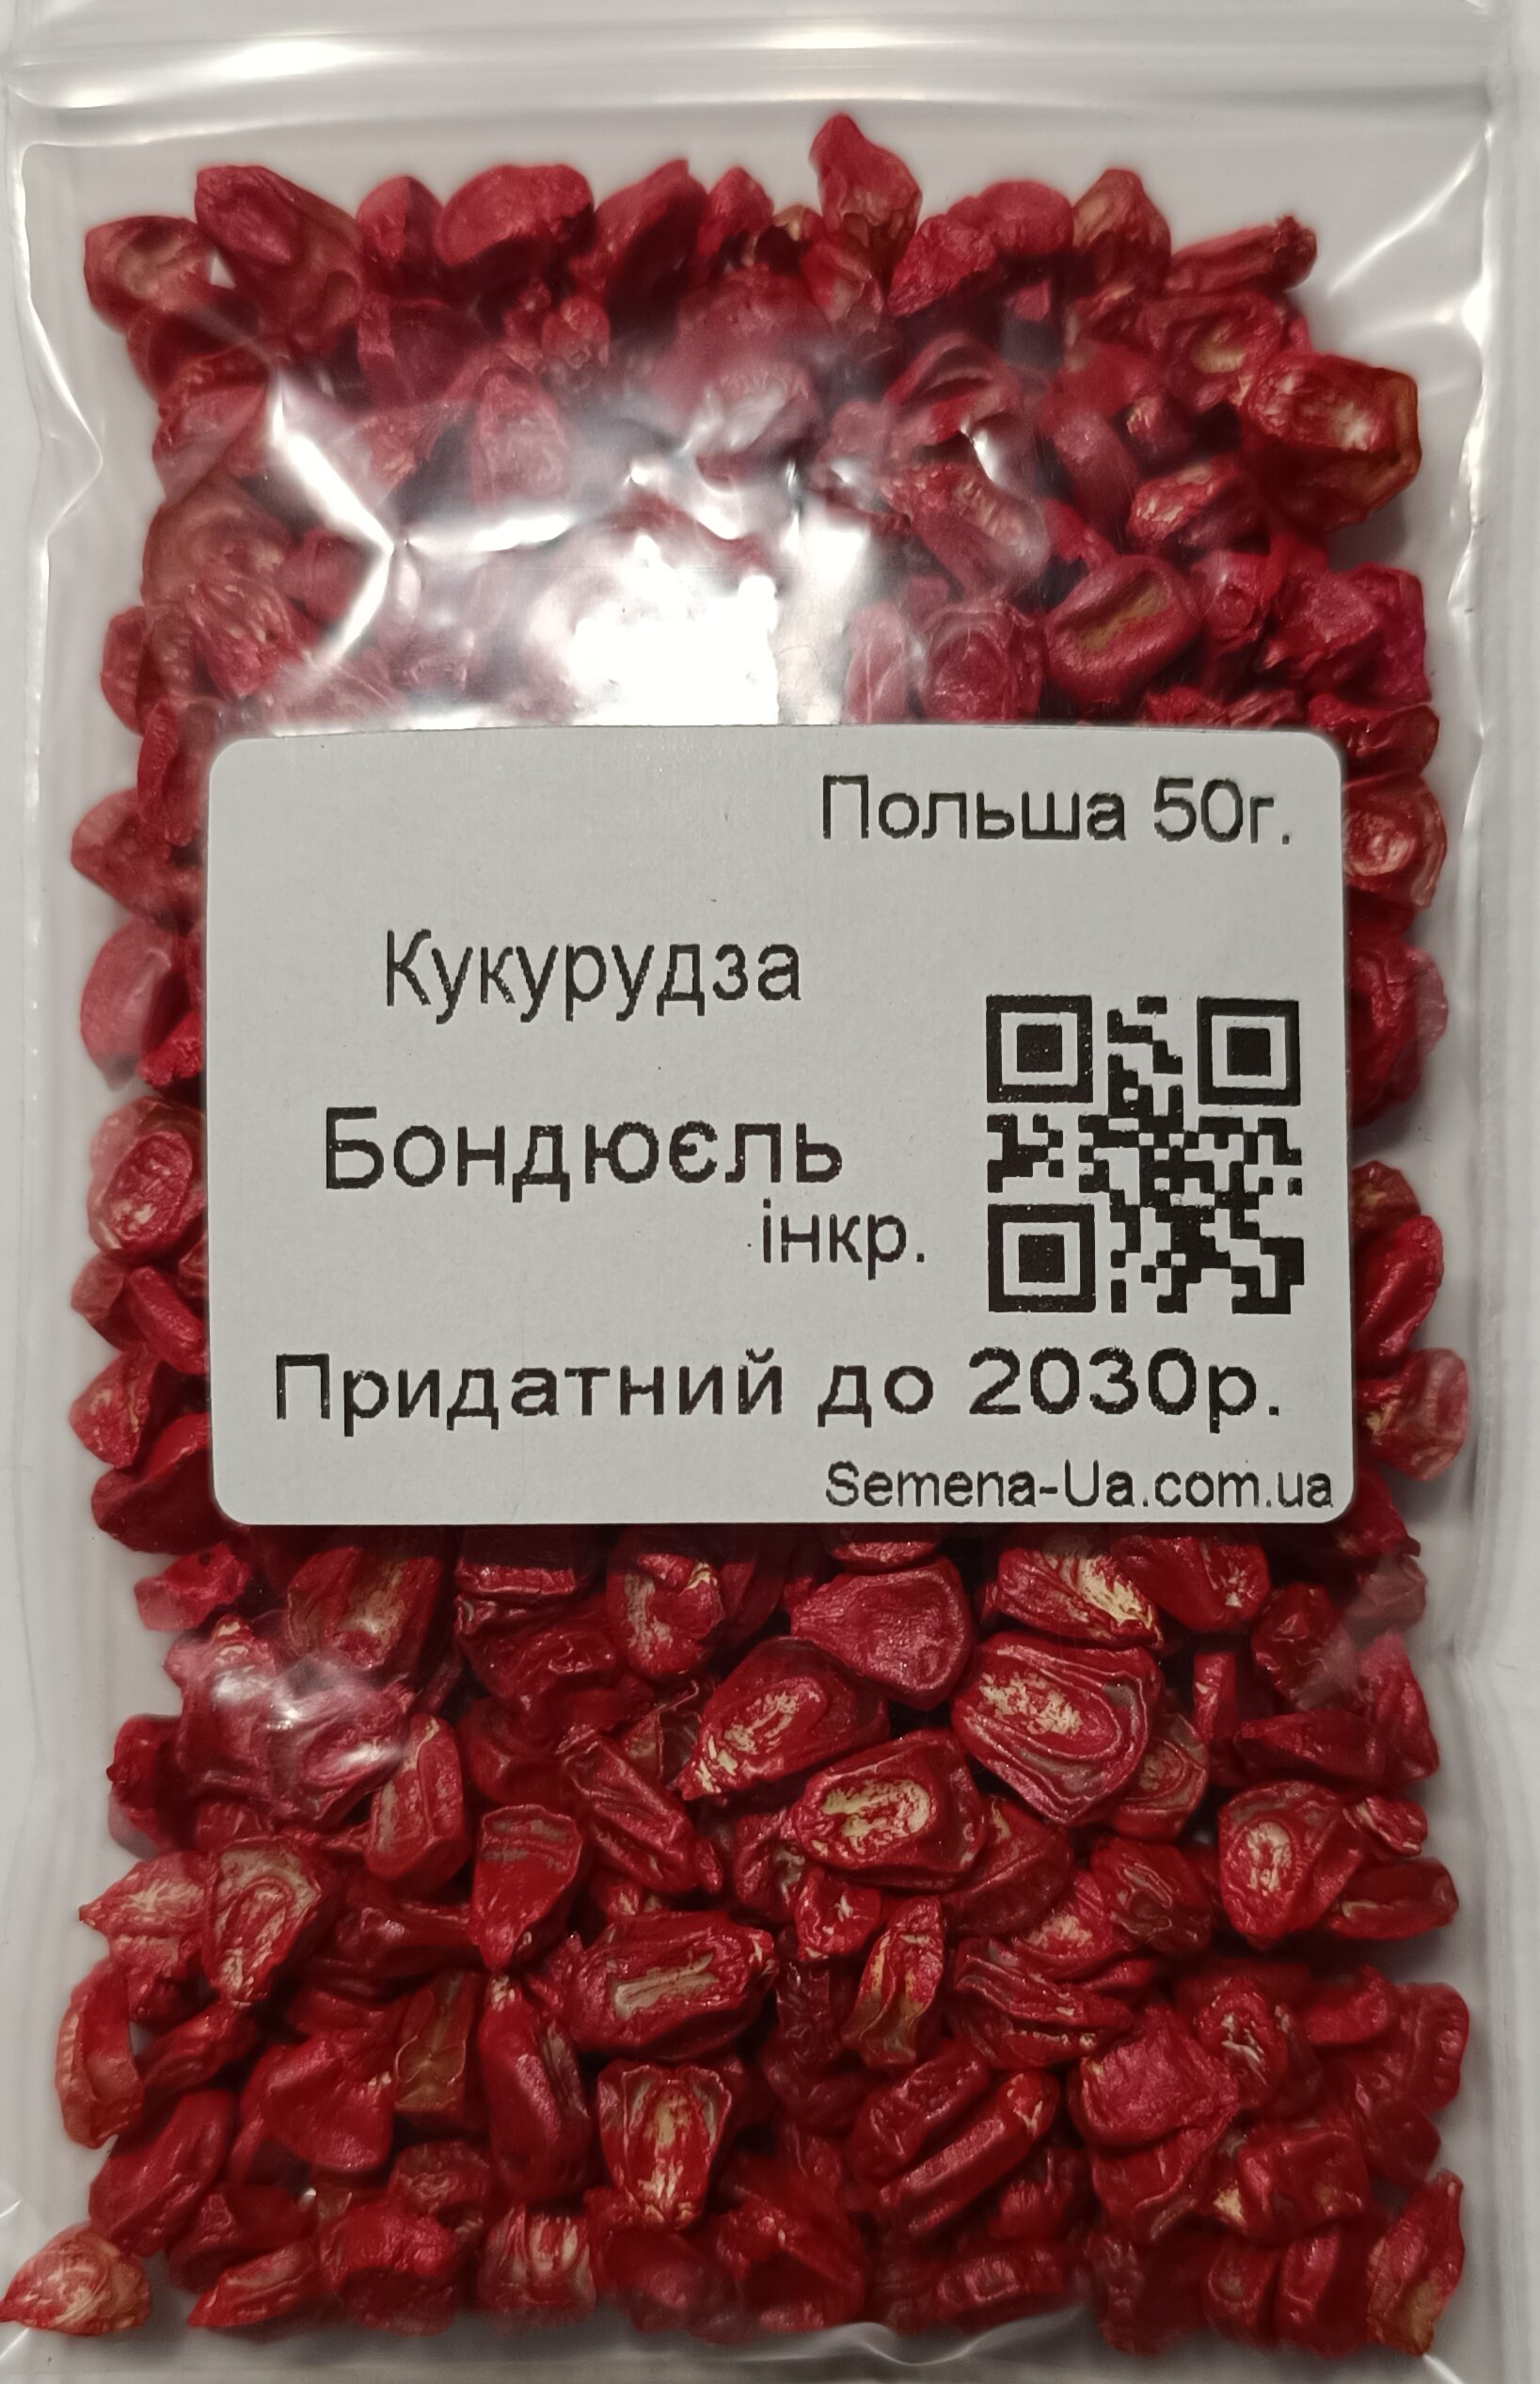 Польша 50г.
Кукурудза
Бондюєль
інкр.
Придатний до 2030р.
Semena-Ua.com.ua